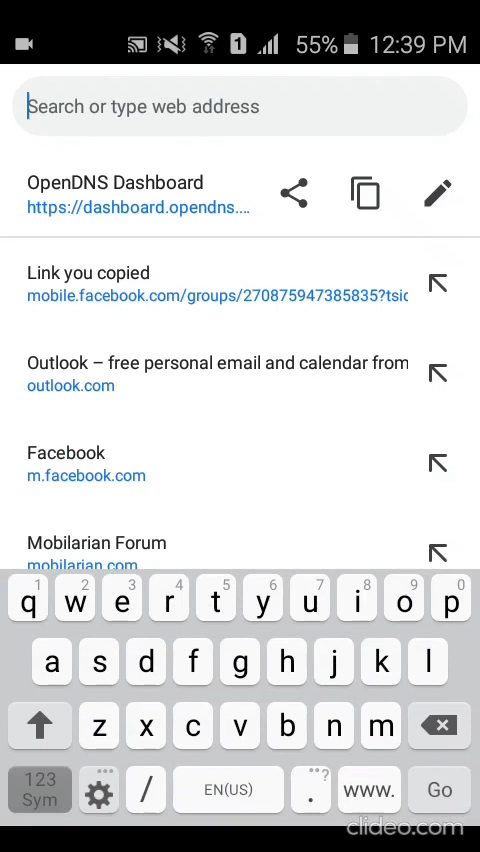 1 55% 12:39 PM
Search or type web address
OpenDNS Dashboard
https://dashboard.opendns....
Link you copied
mobile.facebook.com/groups/270875947385835?tsic
Outlook – free personal email and calendar from
outlook.com
Facebook
m.facebook.com
Mobilarian Forum
mobilarian.com
1 2 3 4 5 6 7 8 9 0
q w e r t y u i o p
a s d f g h j k l
z x c v b n m
123 Sym / EN(US) . ? www. Go
clideo.com